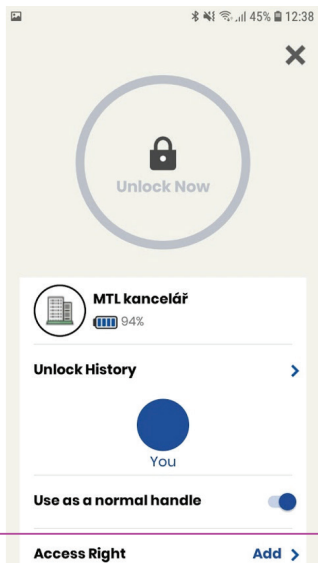 45% 12:38
Unlock Now
MTL kancelář
94%
Unlock History
You
Use as a normal handle
Access Right Add